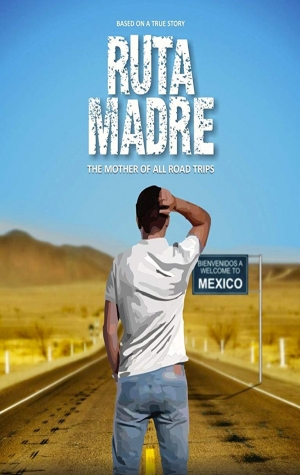 BASED ON A TRUE STORY
RUTA
MADRE
THE MOTHER OF ALL ROAD TRIPS
BIENVENIDOS A
WELCOME TO
MEXICO